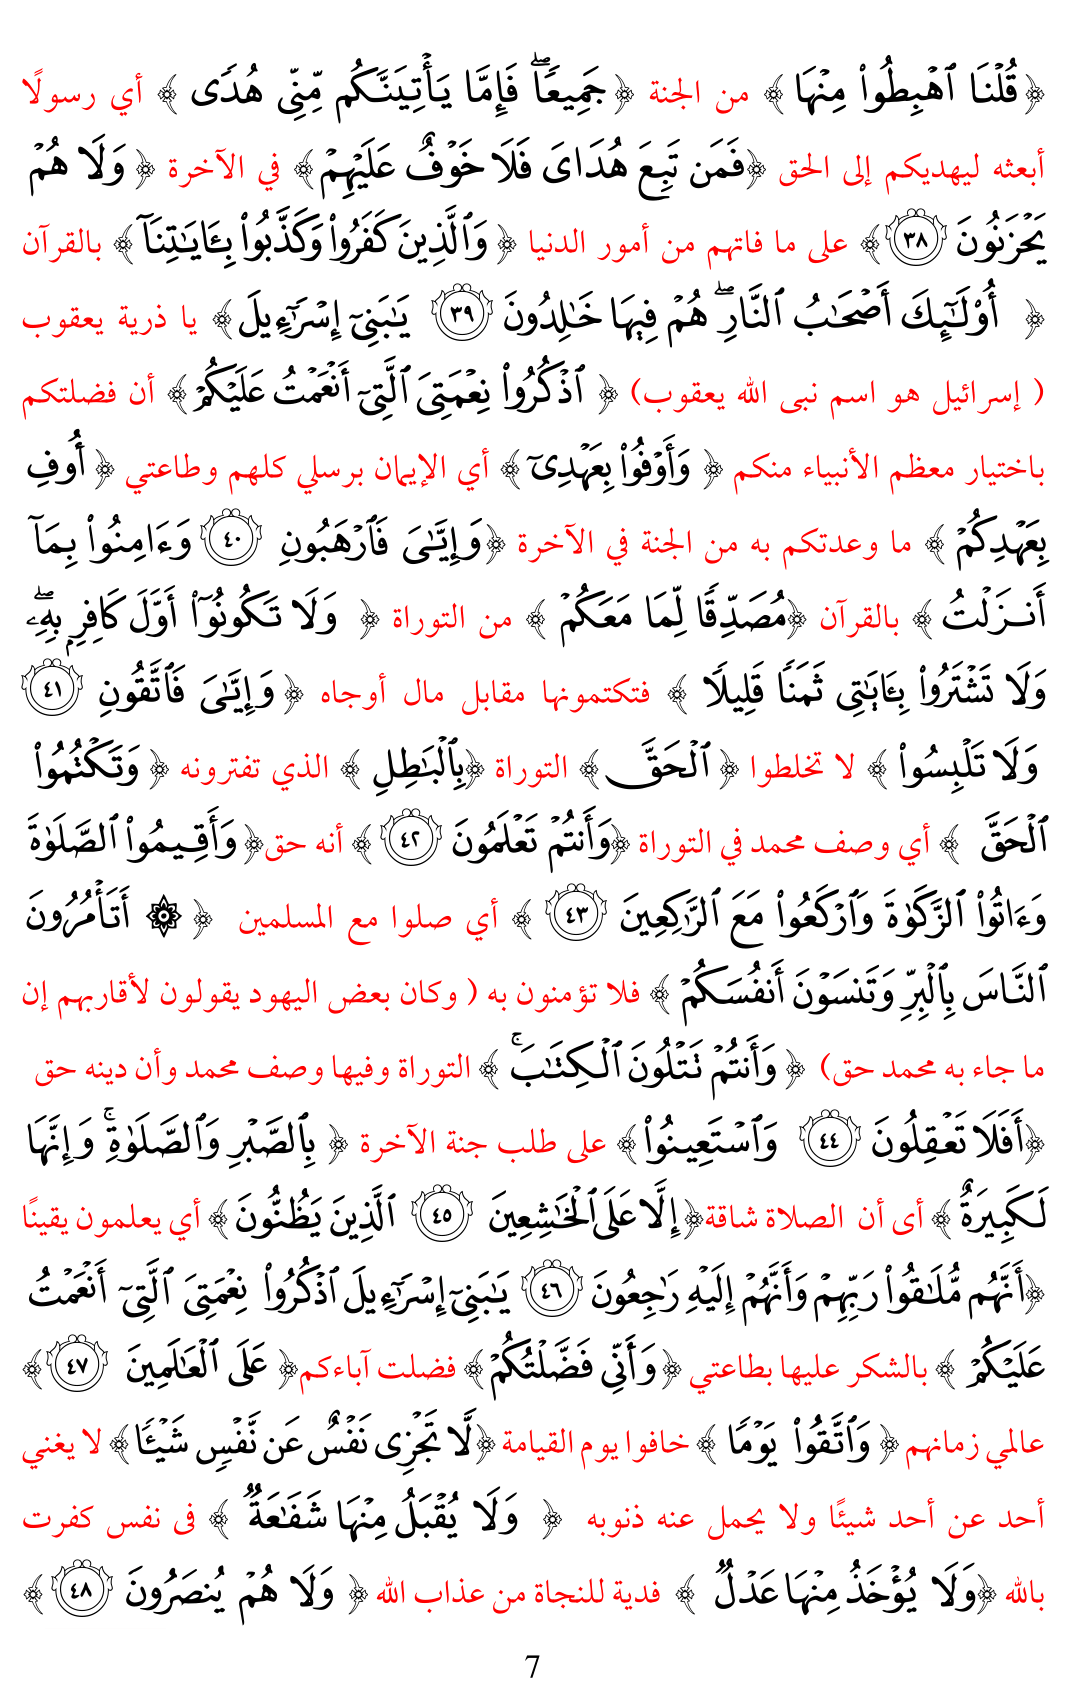 ﴿قُلْنَا ٱهْبِطُوا۟ مِنْهَا ﴾ من الجنة ﴿جَمِيعًۭا ۖ فَإِمَّا يَأْتِيَنَّكُم مِّنِّى هُدًۭى ﴾ أي رسولًا
أبعثه ليهديكم إلى الحق ﴿فَمَن تَبِعَ هُدَاىَ فَلَا خَوْفٌ عَلَيْهِمْ﴾ في الآخرة ﴿ وَلَا هُمْ
يَحْزَنُونَ ٣٨﴾ على ما فاتهم من أمور الدنيا ﴿ وَٱلَّذِينَ كَفَرُوا۟ وَكَذَّبُوا۟ بِـَٔايَـٰتِنَآ ﴾ بالقرآن
﴿ أُو۟لَـٰٓئِكَ أَصْحَـٰبُ ٱلنَّارِ ۖ هُمْ فِيهَا خَـٰلِدُونَ ٣٩ يَـٰبَنِىٓ إِسْرَٰٓءِيلَ﴾ يا ذرية يعقوب
( إسرائيل هو اسم نبى الله يعقوب) ﴿ ٱذْكُرُوا۟ نِعْمَتِىَ ٱلَّتِىٓ أَنْعَمْتُ عَلَيْكُمْ﴾ أن فضلتكم
باختيار معظم الأنبياء منكم ﴿ وَأَوْفُوا۟ بِعَهْدِىٓ ﴾ أي الإيمان برسلي كلهم وطاعتي ﴿ أُوفِ
بِعَهْدِكُمْ ﴾ ما وعدتكم به من الجنة في الآخرة ﴿وَإِيَّـٰىَ فَٱرْهَبُونِ ٤٠ وَءَامِنُوا۟ بِمَآ
أَنزَلْتُ ﴾ بالقرآن ﴿مُصَدِّقًۭا لِّمَا مَعَكُمْ ﴾ من التوراة ﴿ وَلَا تَكُونُوٓا۟ أَوَّلَ كَافِرٍۭ بِهِۦ ۖ
وَلَا تَشْتَرُوا۟ بِـَٔايَـٰتِى ثَمَنًۭا قَلِيلًۭا ﴾ فتكتمونها مقابل مال أوجاه ﴿ وَإِيَّـٰىَ فَٱتَّقُونِ ٤١
وَلَا تَلْبِسُوا۟ ﴾ لا تخلطوا ﴿ ٱلْحَقَّ ﴾ التوراة ﴿بِٱلْبَـٰطِلِ ﴾ الذي تفترونه ﴿ وَتَكْتُمُوا۟
ٱلْحَقَّ ﴾ أي وصف محمد في التوراة ﴿وَأَنتُمْ تَعْلَمُونَ ٤٢ ﴾ أنه حق﴿ وَأَقِيمُوا۟ ٱلصَّلَوٰةَ
وَءَاتُوا۟ ٱلزَّكَوٰةَ وَٱرْكَعُوا۟ مَعَ ٱلرَّٰكِعِينَ ٤٣ ﴾ أي صلوا مع المسلمين ﴿ ۞ أَتَأْمُرُونَ
ٱلنَّاسَ بِٱلْبِرِّ وَتَنسَوْنَ أَنفُسَكُمْ ﴾ فلا تؤمنون به ( وكان بعض اليهود يقولون لأقاربهم إن
ما جاء به محمد حق) ﴿ وَأَنتُمْ تَتْلُونَ ٱلْكِتَـٰبَ ۚ ﴾ التوراة وفيها وصف محمد وأن دينه حق
﴿أَفَلَا تَعْقِلُونَ ٤٤ وَٱسْتَعِينُوا۟ ﴾ على طلب جنة الآخرة ﴿ بِٱلصَّبْرِ وَٱلصَّلَوٰةِ ۚ وَإِنَّهَا
لَكَبِيرَةٌ ﴾ أى أن الصلاة شاقة﴿إِلَّا عَلَى ٱلْخَـٰشِعِينَ ٤٥ ٱلَّذِينَ يَظُنُّونَ ﴾ أي يعلمون يقينًا
﴿أَنَّهُم مُّلَـٰقُوا۟ رَبِّهِمْ وَأَنَّهُمْ إِلَيْهِ رَٰجِعُونَ ٤٦ يَـٰبَنِىٓ إِسْرَٰٓءِيلَ ٱذْكُرُوا۟ نِعْمَتِىَ ٱلَّتِىٓ أَنْعَمْتُ
عَلَيْكُمْ ﴾ بالشكر عليها بطاعتي ﴿وَأَنِّى فَضَّلْتُكُمْ﴾ فضلت آباءكم﴿ عَلَى ٱلْعَـٰلَمِينَ ٤٧ ﴾
عالمي زمانهم ﴿ وَٱتَّقُوا۟ يَوْمًۭا ﴾ خافوا يوم القيامة ﴿لَّا تَجْزِى نَفْسٌ عَن نَّفْسٍۢ شَيْـًۭٔا﴾ لا يغني
أحد عن أحد شيئًا ولا يحمل عنه ذنوبه ﴿ وَلَا يُقْبَلُ مِنْهَا شَفَـٰعَةٌۭ ﴾ فى نفس كفرت
بالله ﴿وَلَا يُؤْخَذُ مِنْهَا عَدْلٌۭ ﴾ فدية للنجاة من عذاب الله ﴿ وَلَا هُمْ يُنصَرُونَ ٤٨ ﴾
7